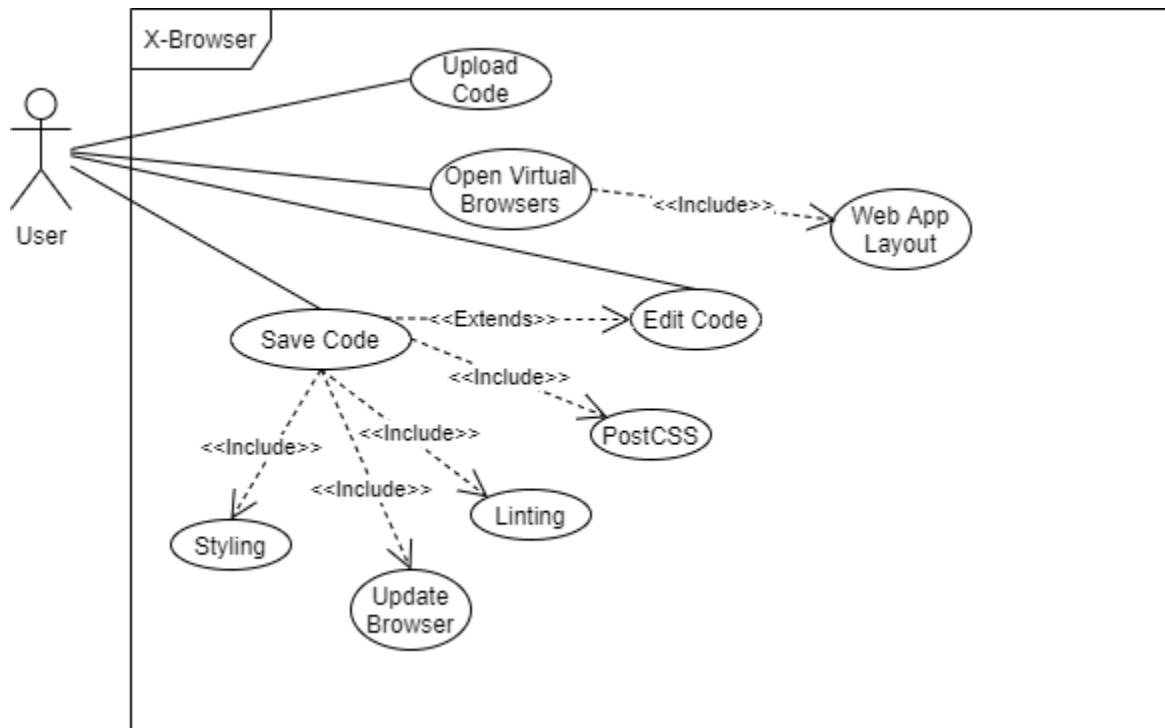 X-Browser
Upload
Code
Open Virtual
Browsers
<<Include>>
Web App
Layout
User
Save Code
<<Extends>>
Edit Code
<<Include>>
PostCSS
<<Include>>
<<Include>>
<<Include>>
Linting
Styling
Update
Browser